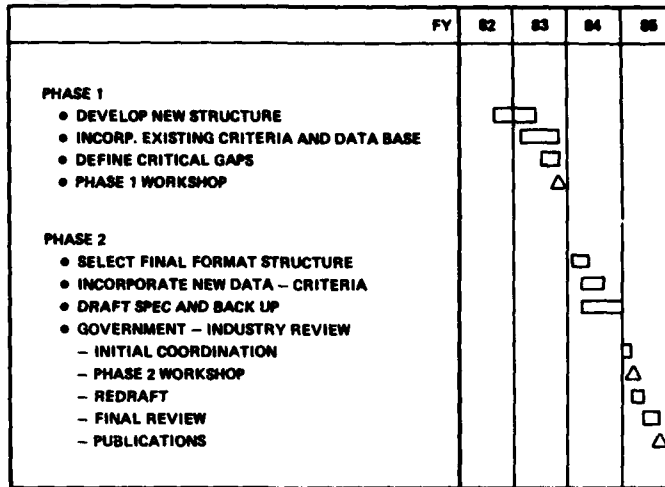 FY 82 83 84 85
PHASE 1
• DEVELOP NEW STRUCTURE
• INCORP. EXISTING CRITERIA AND DATA BASE
• DEFINE CRITICAL GAPS
• PHASE 1 WORKSHOP
PHASE 2
• SELECT FINAL FORMAT STRUCTURE
• INCORPORATE NEW DATA – CRITERIA
• DRAFT SPEC AND BACK UP
• GOVERNMENT – INDUSTRY REVIEW
– INITIAL COORDINATION
– PHASE 2 WORKSHOP
– REDRAFT
– FINAL REVIEW
– PUBLICATIONS